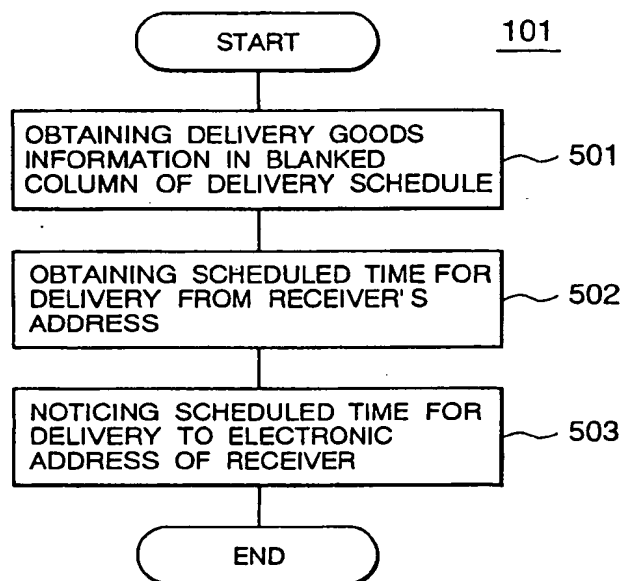 START
101
OBTAINING DELIVERY GOODS
INFORMATION IN BLANKED
COLUMN OF DELIVERY SCHEDULE
501
OBTAINING SCHEDULED TIME FOR
DELIVERY FROM RECEIVER'S
ADDRESS
502
NOTICING SCHEDULED TIME FOR
DELIVERY TO ELECTRONIC
ADDRESS OF RECEIVER
503
END